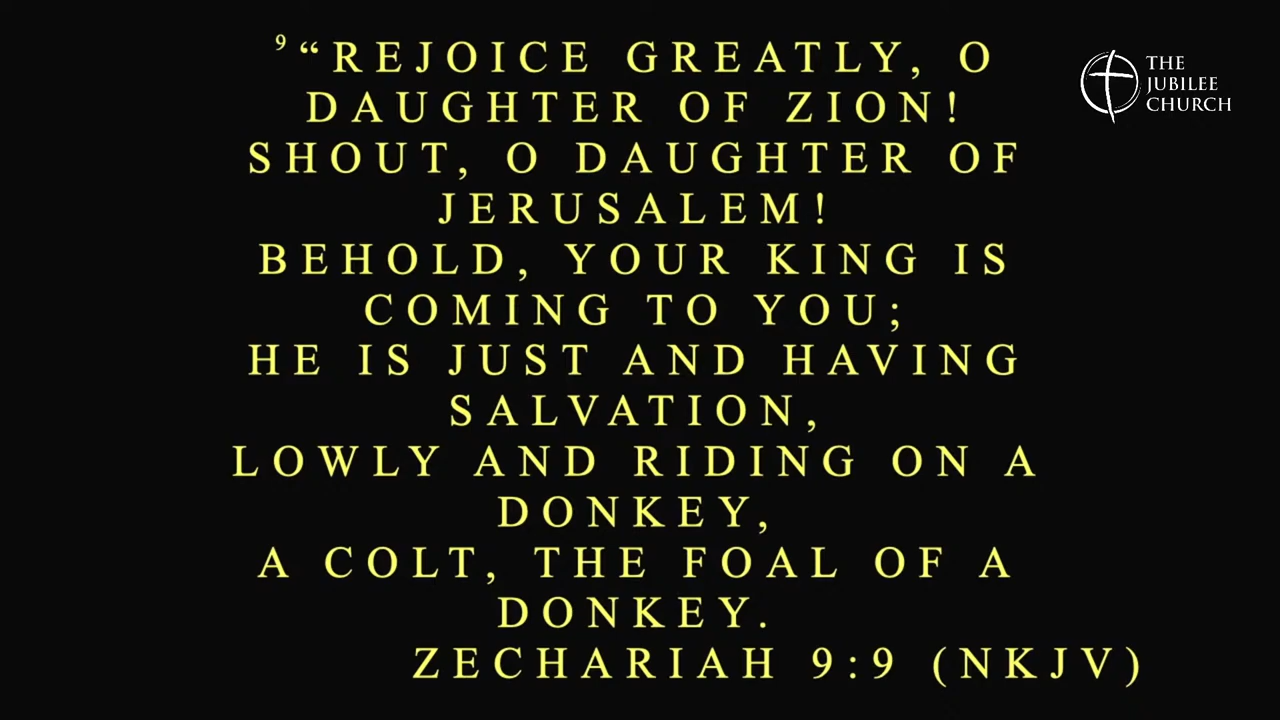 ⁹ “REJOICE GREATLY, O
DAUGHTER OF ZION!
SHOUT, O DAUGHTER OF
JERUSALEM!
BEHOLD, YOUR KING IS
COMING TO YOU;
HE IS JUST AND HAVING
SALVATION,
LOWLY AND RIDING ON A
DONKEY,
A COLT, THE FOAL OF A
DONKEY.
ZECHARIAH 9:9 (NKJV)
THE
JUBILEE
CHURCH